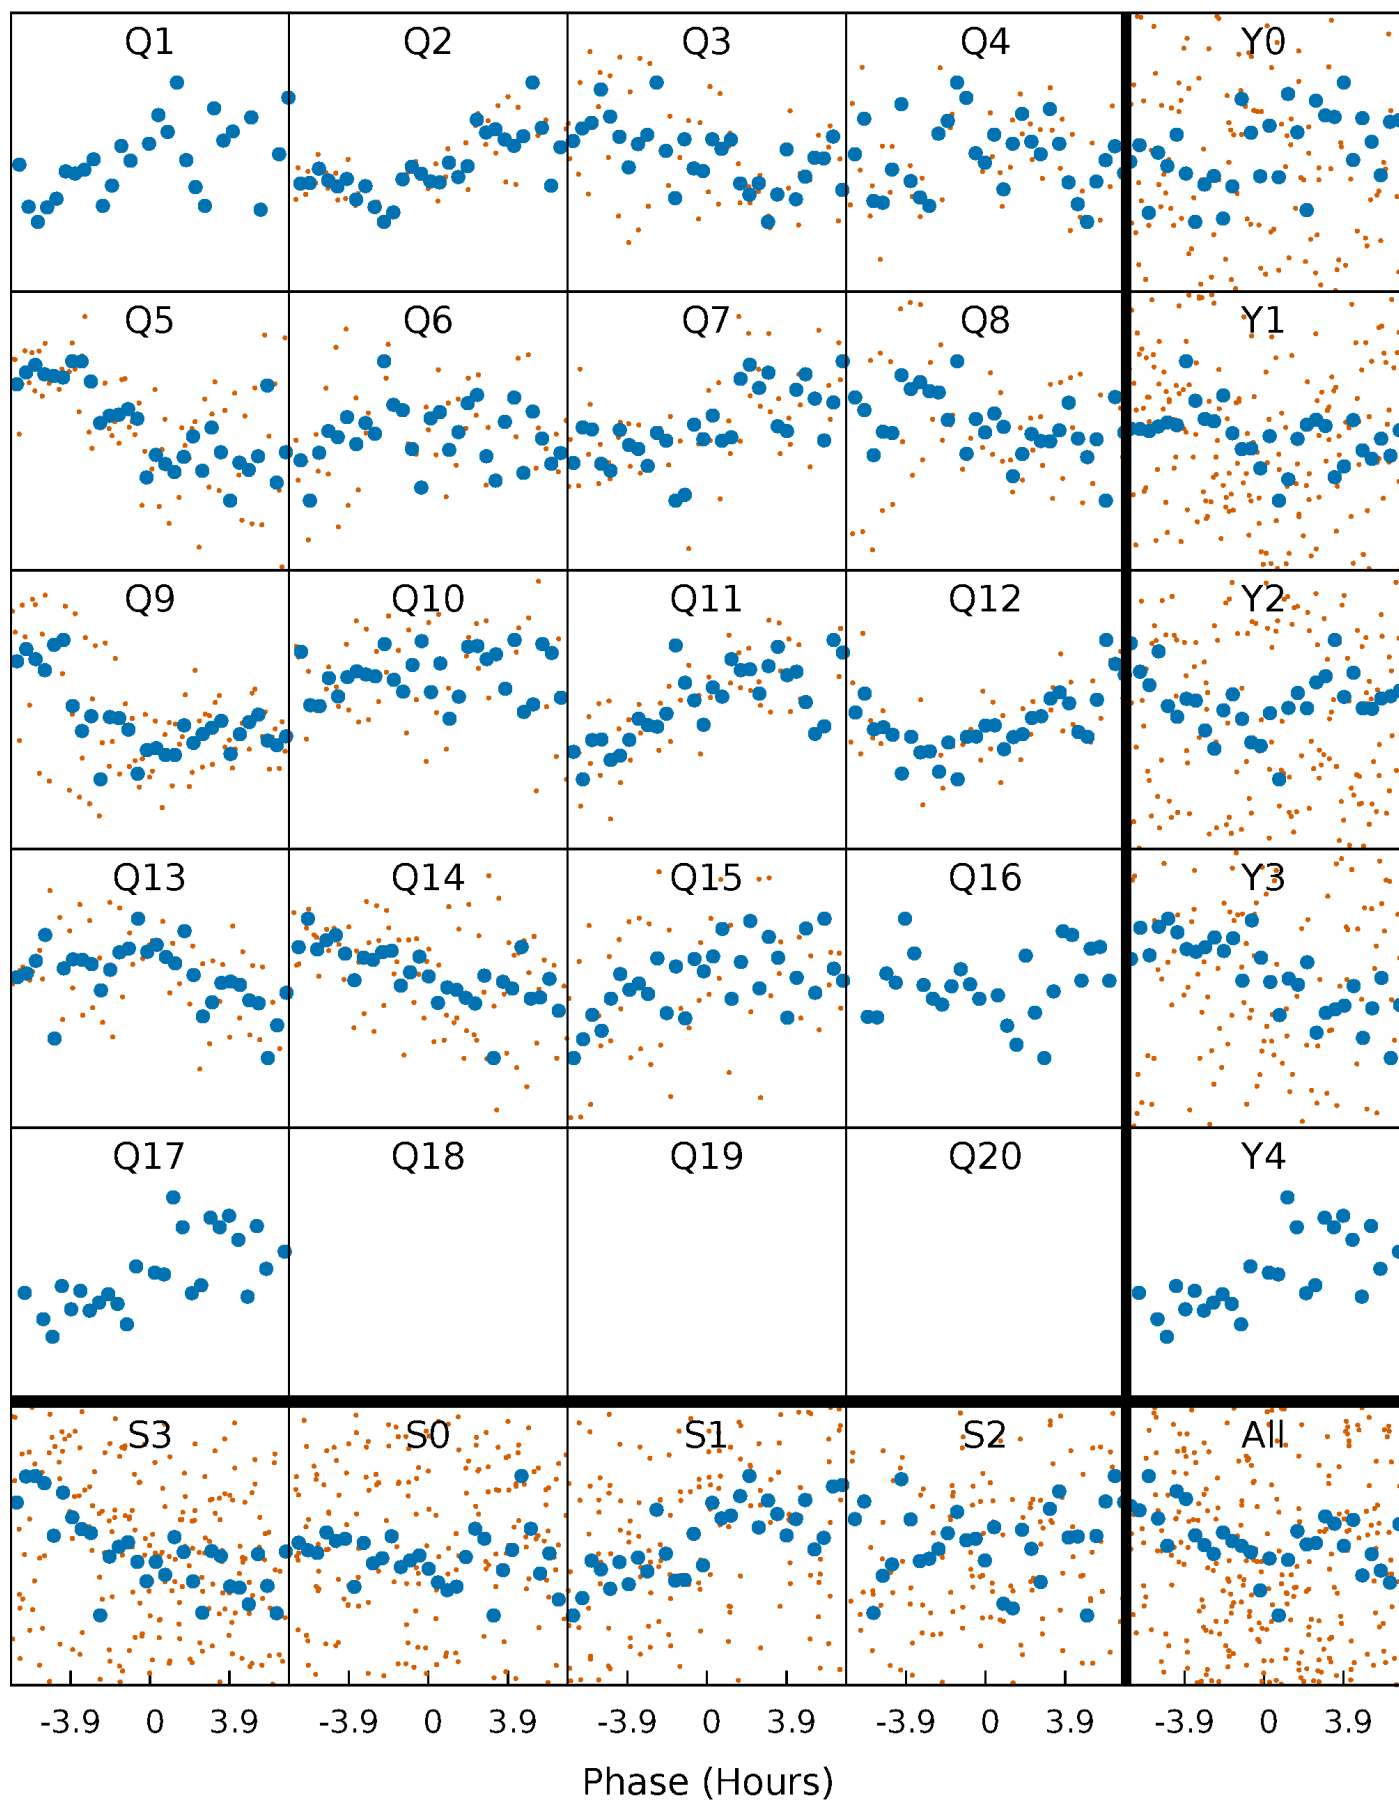 Q1 Q2 Q3 Q4 Y0
Q5 Q6 Q7 Q8 Y1
Q9 Q10 Q11 Q12 Y2
Q13 Q14 Q15 Q16 Y3
Q17 Q18 Q19 Q20 Y4
S3 S0 S1 S2 All
-3.9 0 3.9 -3.9 0 3.9 -3.9 0 3.9 -3.9 0 3.9 -3.9 0 3.9
Phase (Hours)